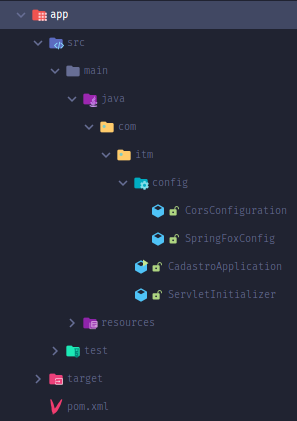 app
src
main
java
com
itm
config
CorsConfiguration
SpringFoxConfig
CadastroApplication
ServletInitializer
resources
test
target
pom.xml